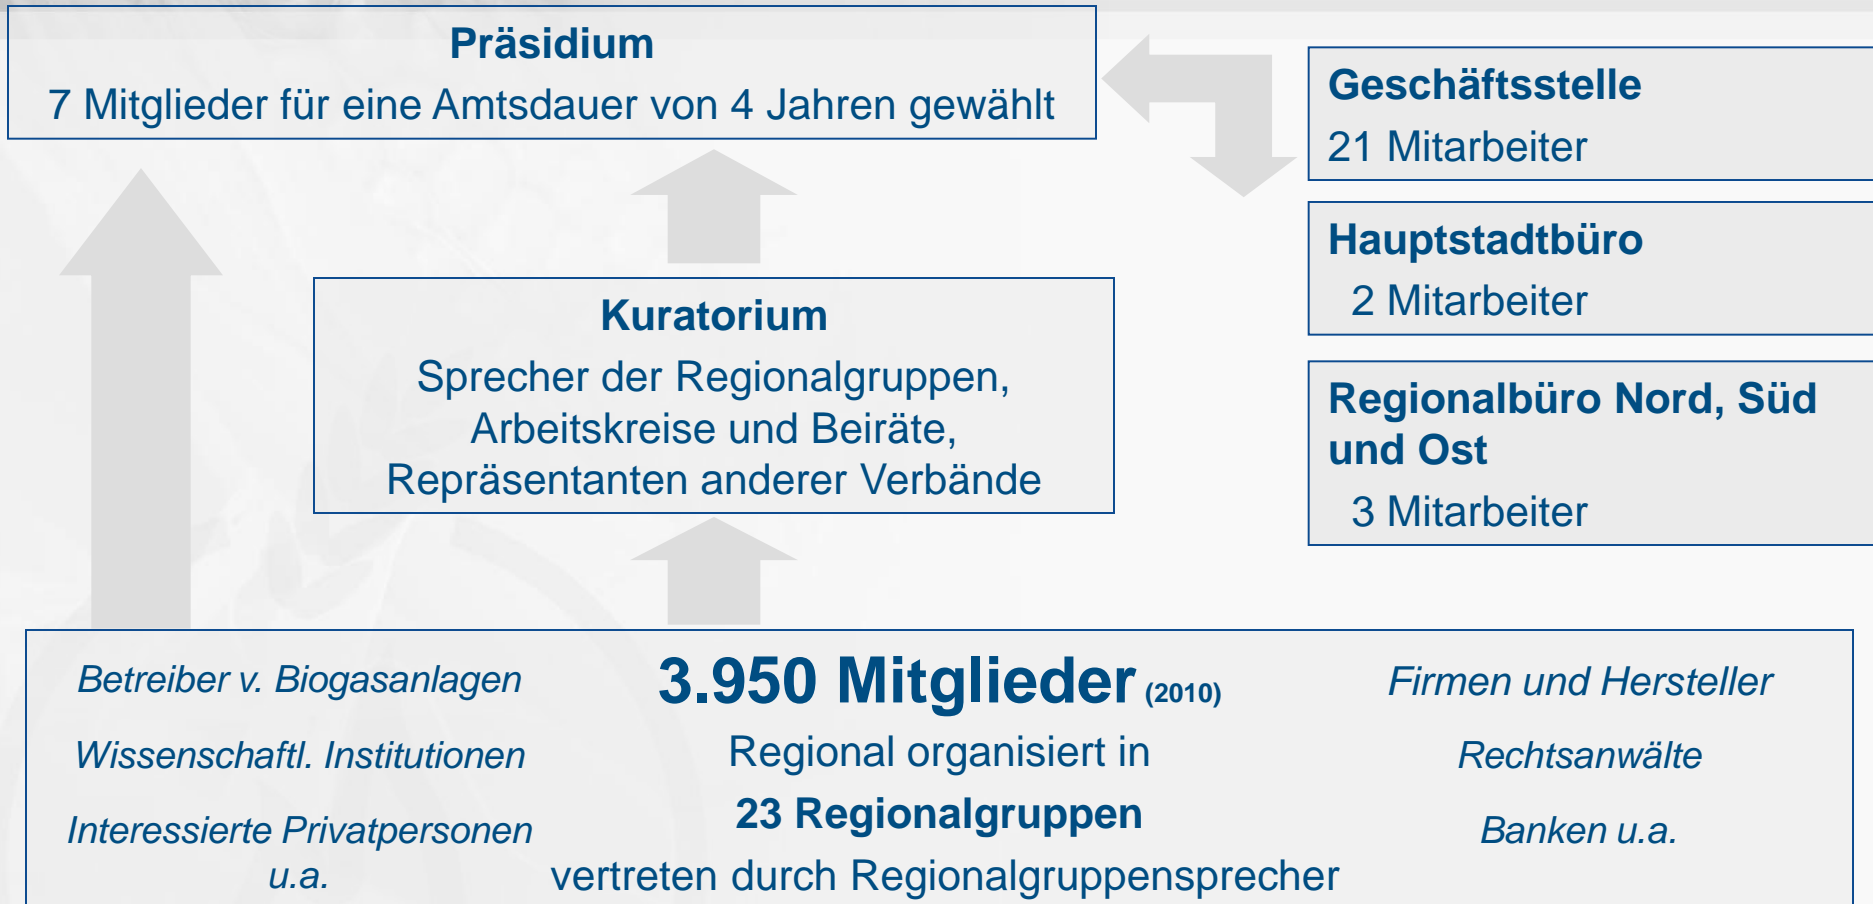 Präsidium
7 Mitglieder für eine Amtsdauer von 4 Jahren gewählt
Geschäftsstelle
21 Mitarbeiter
Hauptstadtbüro
2 Mitarbeiter
Regionalbüro Nord, Süd
und Ost
3 Mitarbeiter
Kuratorium
Sprecher der Regionalgruppen,
Arbeitskreise und Beiräte,
Repräsentanten anderer Verbände
Betreiber v. Biogasanlagen
Wissenschaftl. Institutionen
Interessierte Privatpersonen
u.a.
3.950 Mitglieder (2010)
Regional organisiert in
23 Regionalgruppen
vertreten durch Regionalgruppensprecher
Firmen und Hersteller
Rechtsanwälte
Banken u.a.